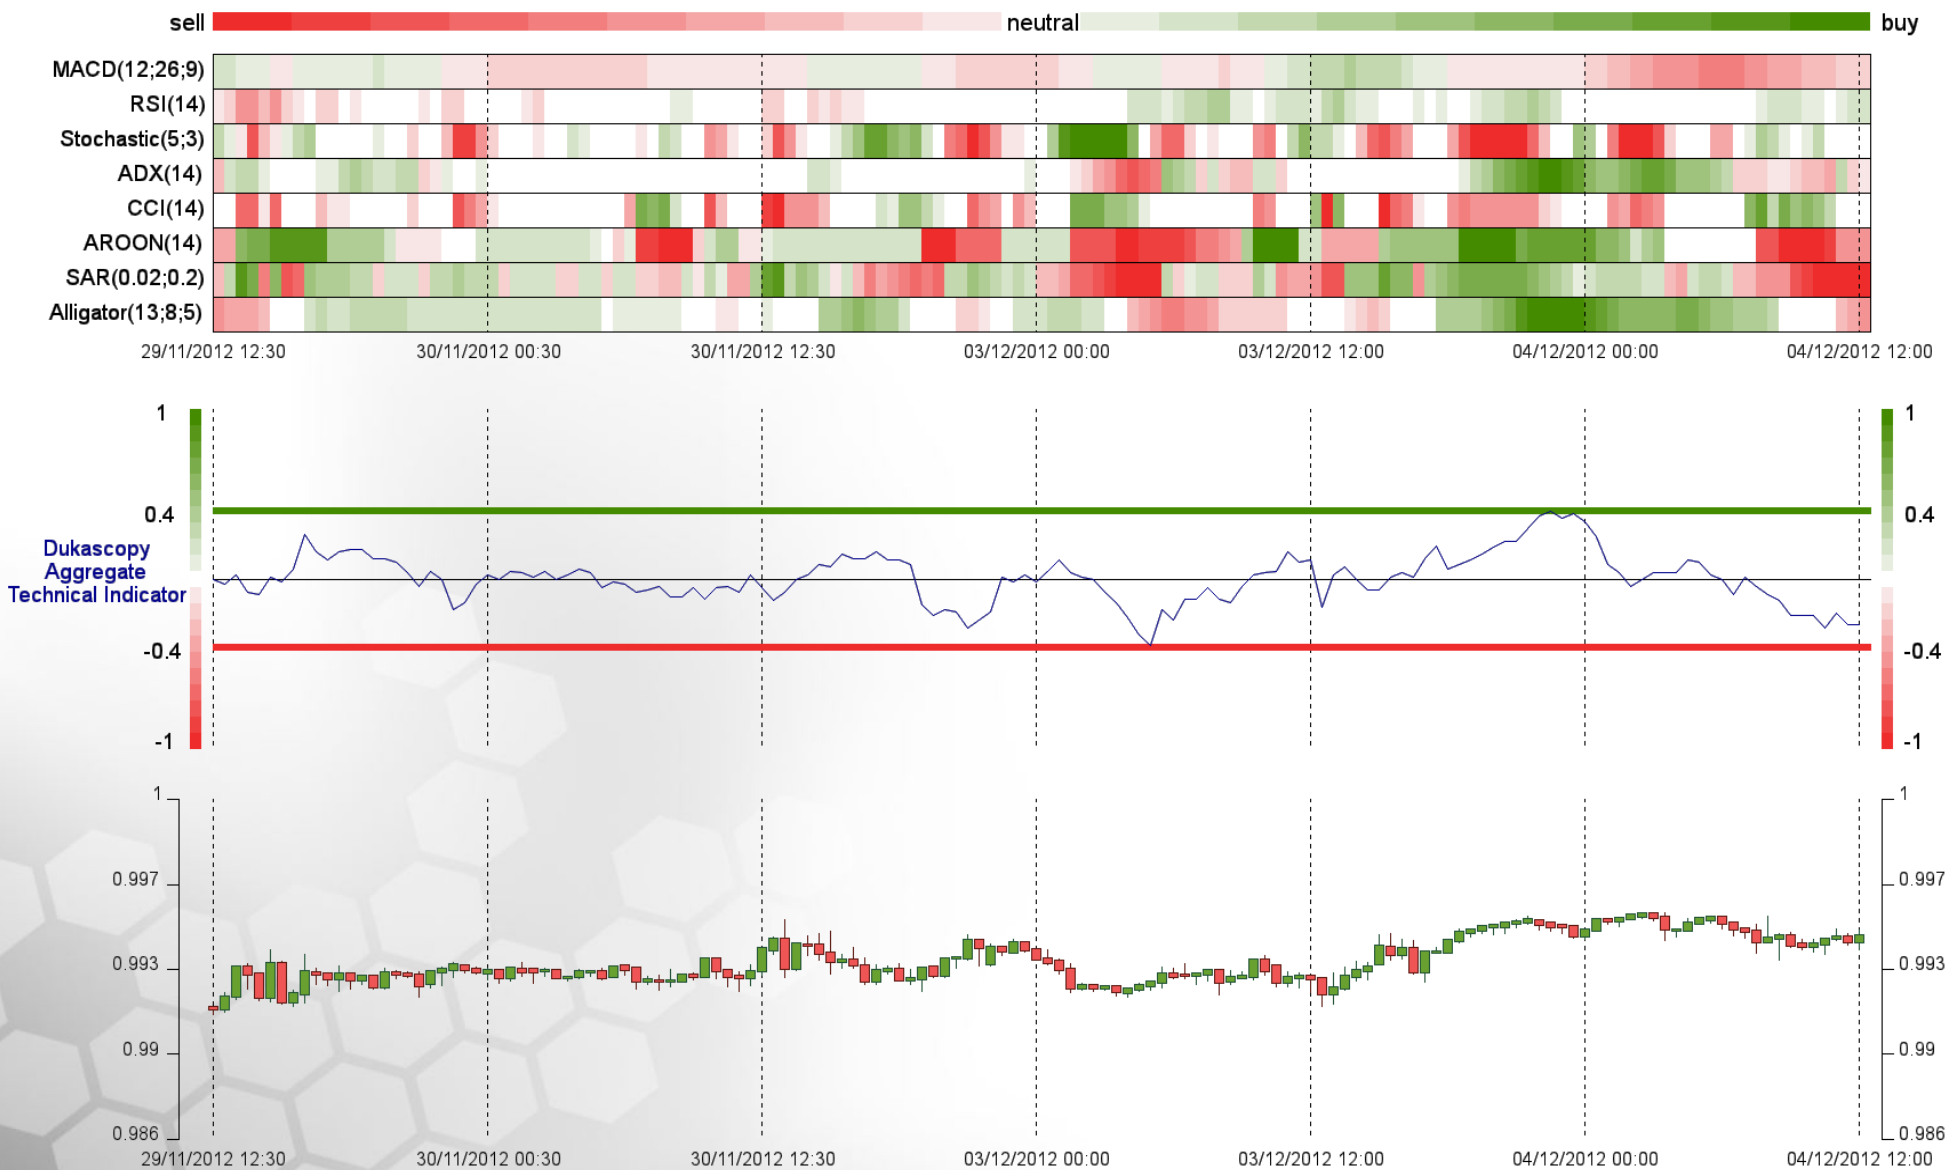 sell neutral buy
MACD(12;26;9)
RSI(14)
Stochastic(5;3)
ADX(14)
CCI(14)
AROON(14)
SAR(0.02;0.2)
Alligator(13;8;5)
29/11/2012 12:30 30/11/2012 00:30 30/11/2012 12:30 03/12/2012 00:00 03/12/2012 12:00 04/12/2012 00:00 04/12/2012 12:00
1 1
0.4 0.4
Dukascopy
Aggregate
Technical Indicator
-0.4 -0.4
-1 -1
1 1
0.997 0.997
0.993 0.993
0.99 0.99
0.986 0.986
29/11/2012 12:30 30/11/2012 00:30 30/11/2012 12:30 03/12/2012 00:00 03/12/2012 12:00 04/12/2012 00:00 04/12/2012 12:00